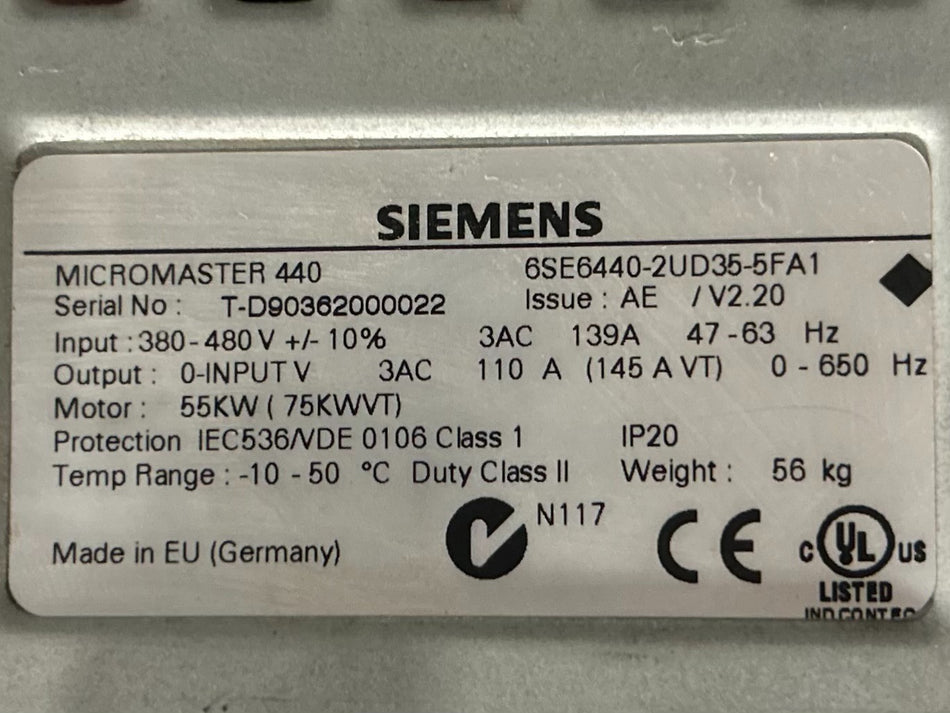 SIEMENS
MICROMASTER 440 6SE6440-2UD35-5FA1
Serial No : T-D90362000022 Issue : AE / V2.20
Input : 380-480 V +/- 10% 3AC 139A 47-63 Hz
Output : 0-INPUT V 3AC 110 A (145 A VT) 0 - 650 Hz
Motor : 55KW ( 75KWVT)
Protection IEC536/VDE 0106 Class 1 IP20
Temp Range : -10 - 50 °C Duty Class II Weight : 56 kg
N117
Made in EU (Germany) CE c UL US
LISTED
IND.CONT.EQ